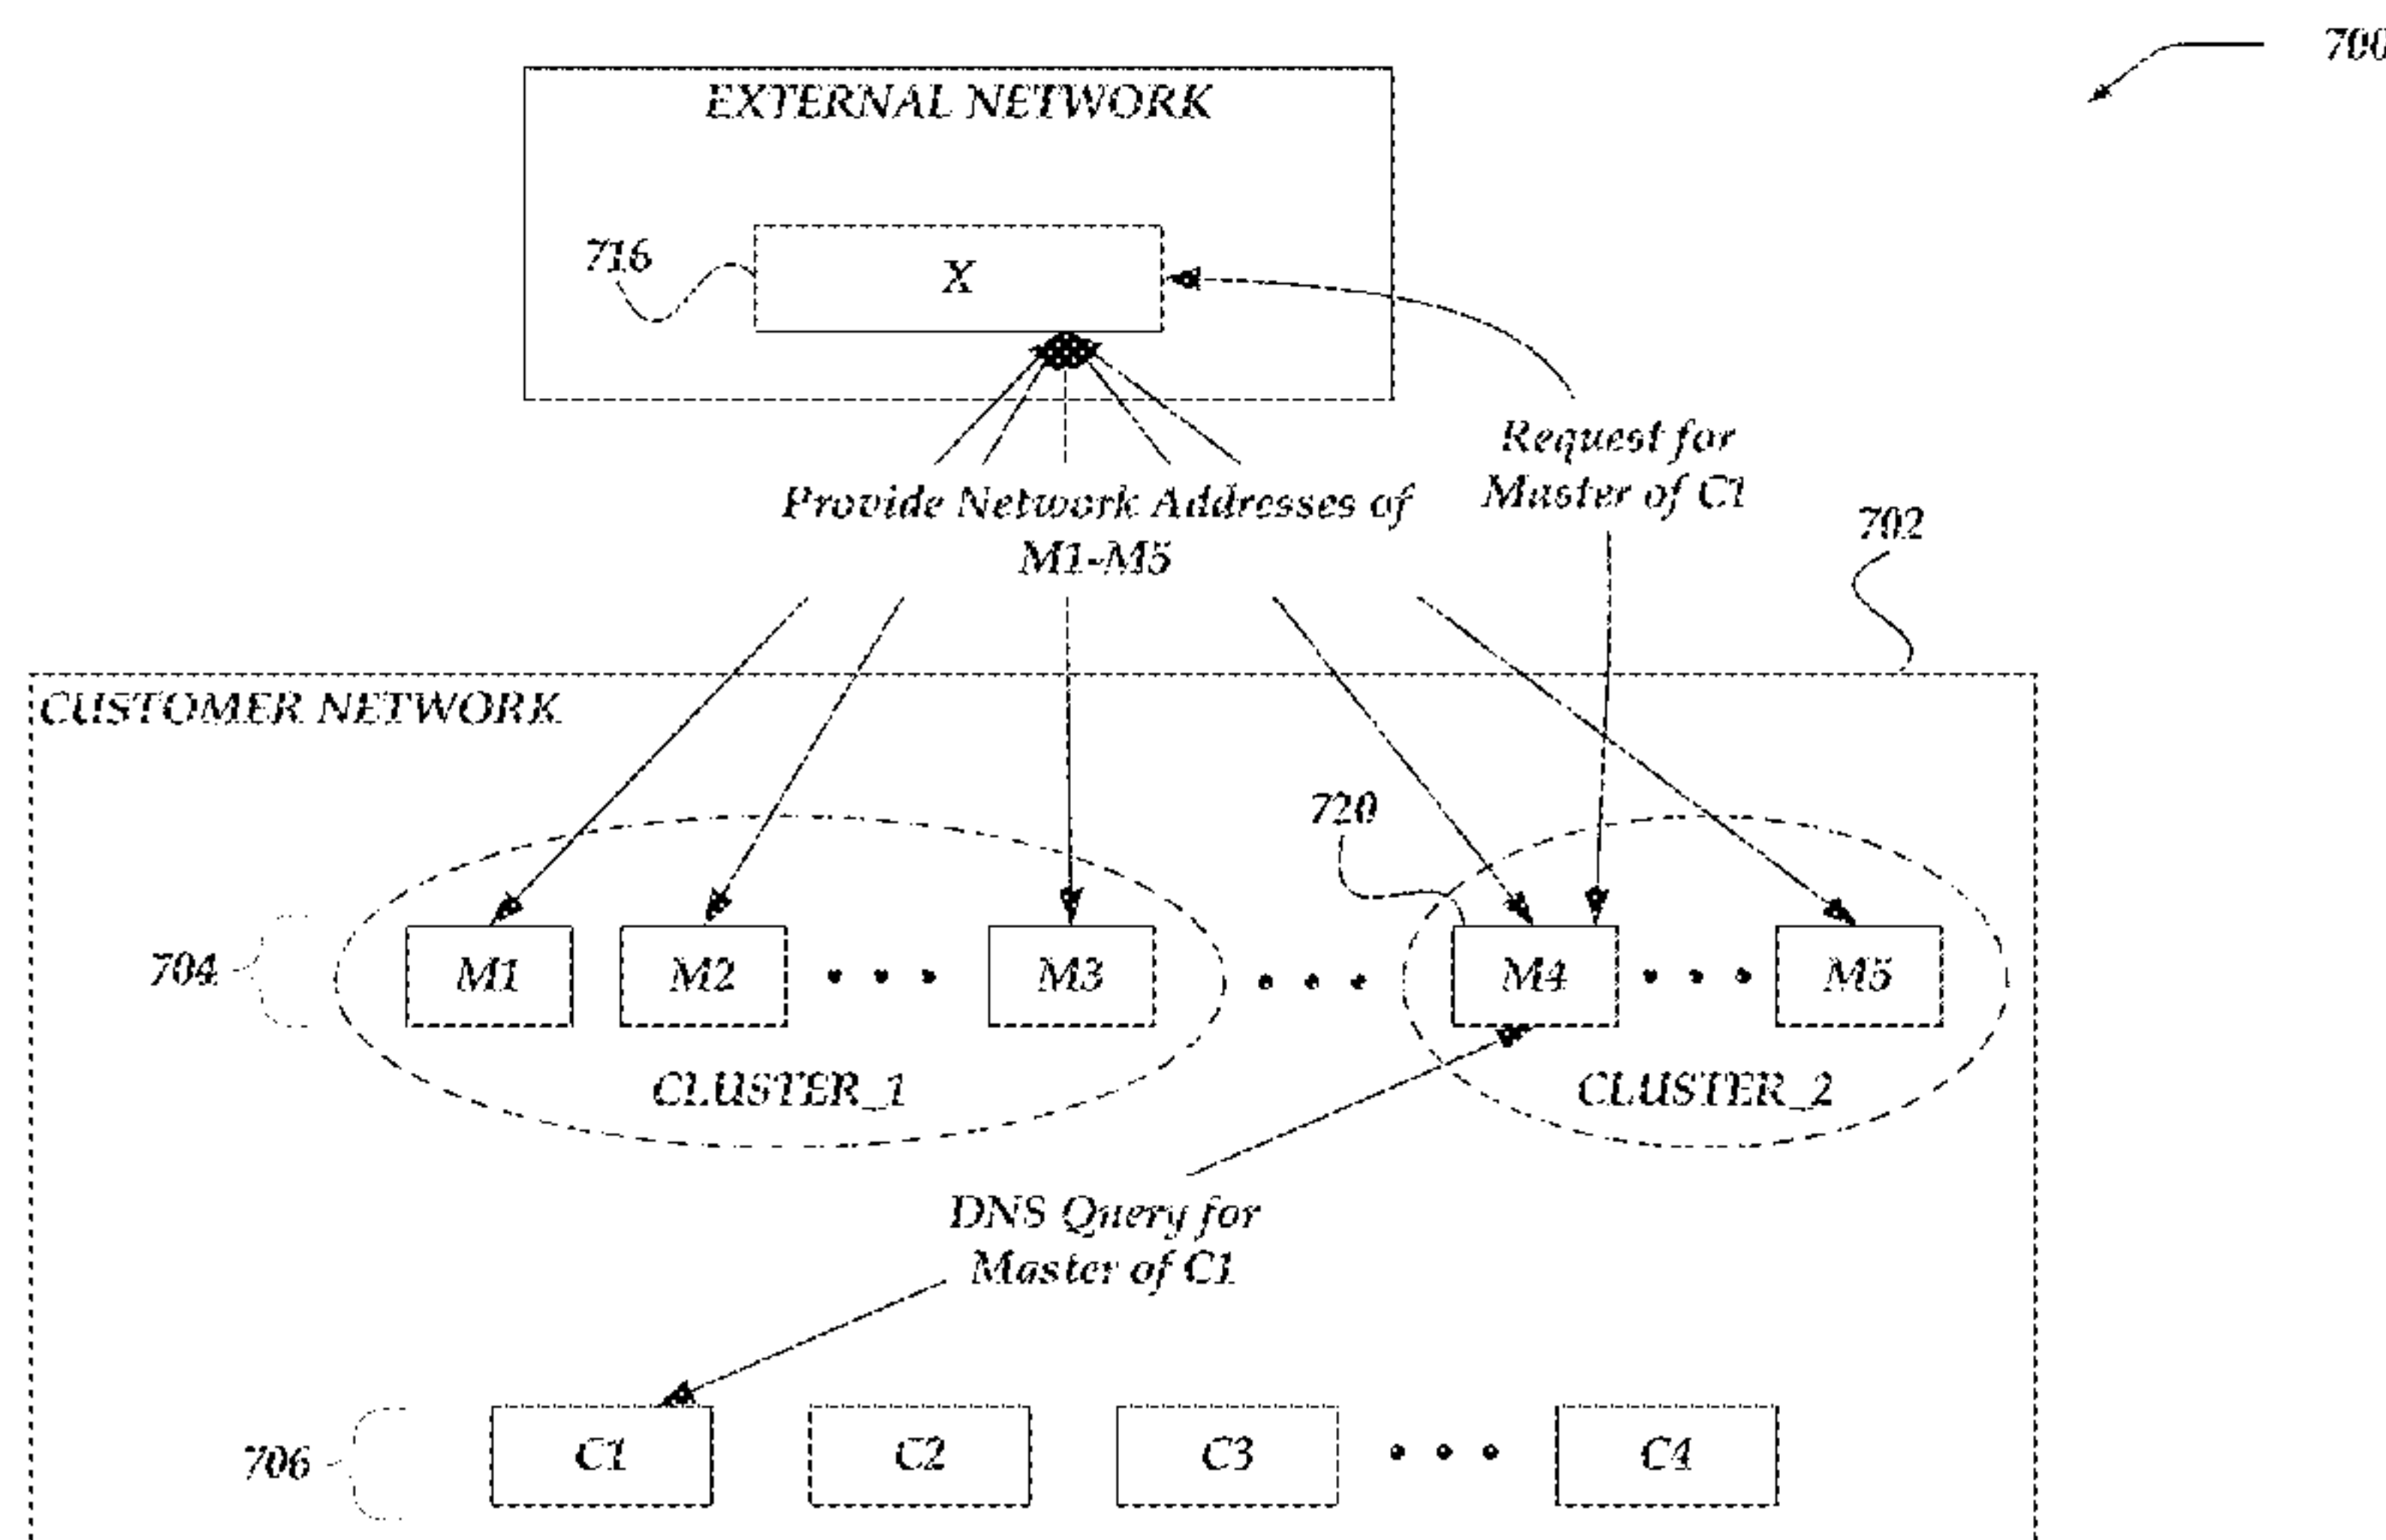 700
EXTERNAL NETWORK
716
X
Request for
Master of C1
Provide Network Addresses of
M1-M5
702
CUSTOMER NETWORK
720
704
M1
M2
M3
M4
M5
CLUSTER_1
CLUSTER_2
DNS Query for
Master of C1
706
C1
C2
C3
C4